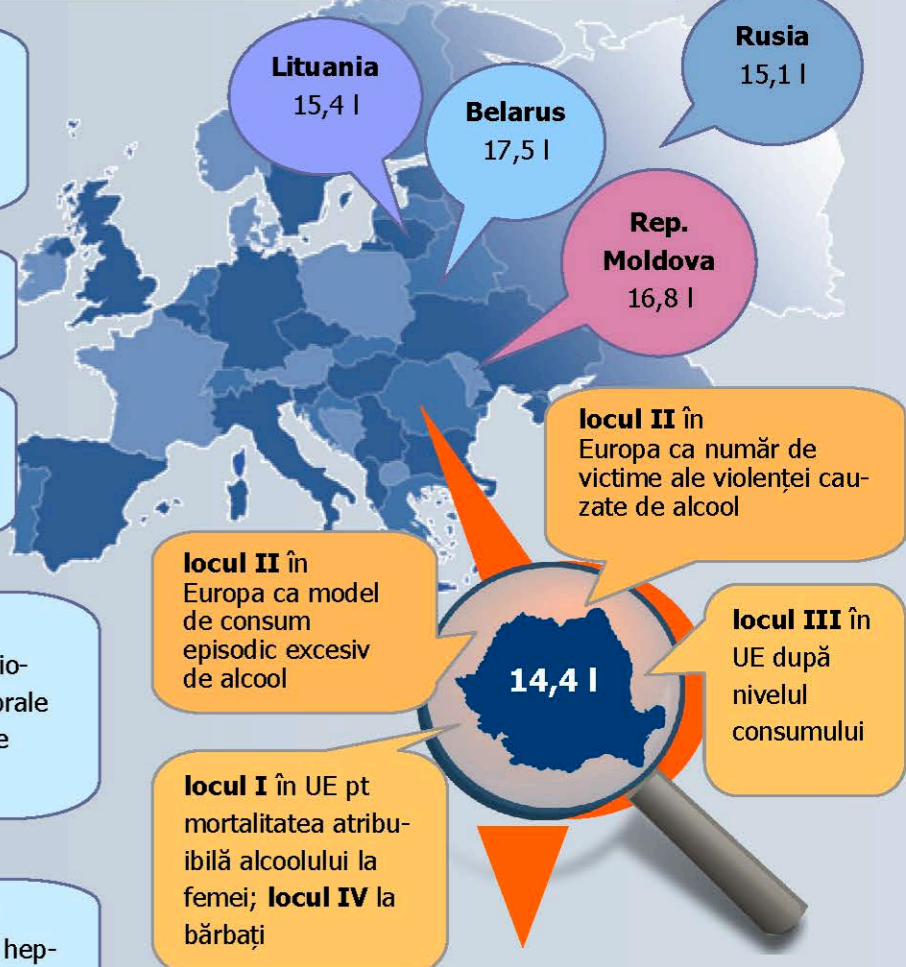 Rusia
15,1 l
Lituania
15,4 l
Belarus
17,5 l
Rep.
Moldova
16,8 l
locul II în
Europa ca număr de
victime ale violenței cau-
zate de alcool
locul II în
Europa ca model
de consum
episodic excesiv
de alcool
14,4 l
locul III în
UE după
nivelul
consumului
locul I în UE pt
mortalitatea atribu-
ibilă alcoolului la
femei; locul IV la
bărbați
io-
orale
e
hep-